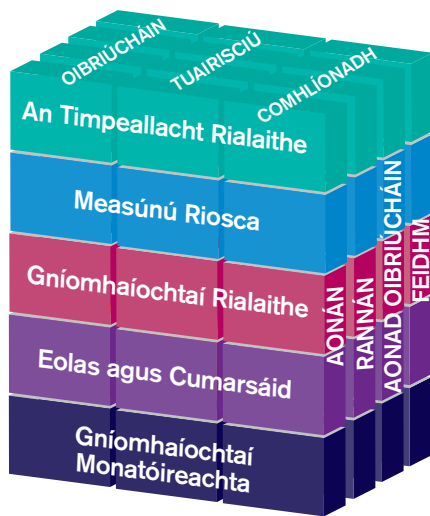 OIBRIÚCHÁIN
TUAIRISCIÚ
COMHLÍONADH
An Timpeallacht Rialaithe
Measúnú Riosca
Gníomhaíochtaí Rialaithe
Eolas agus Cumarsáid
Gníomhaíochtaí
Monatóireachta
AONÁN
RANNÁN
AONAD OIBRIÚCHÁIN
FEIDHM